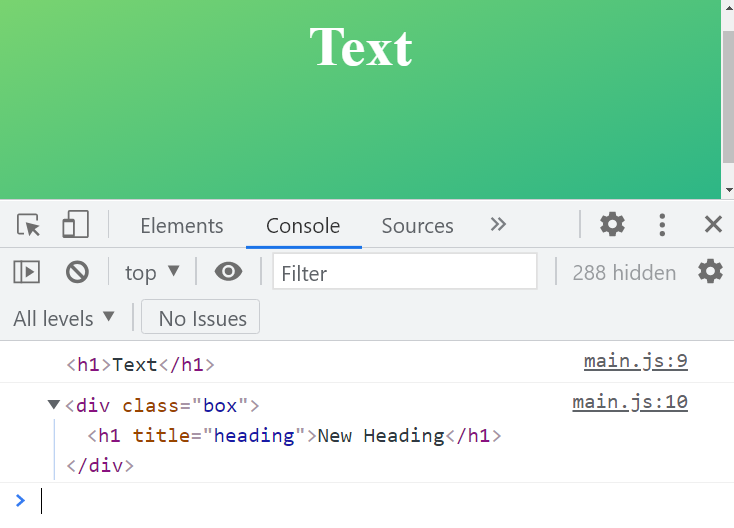 Text
Elements Console Sources
top Filter 288 hidden
All levels No Issues
<h1>Text</h1> main.js:9
<div class="box"> main.js:10
<h1 title="heading">New Heading</h1>
</div>